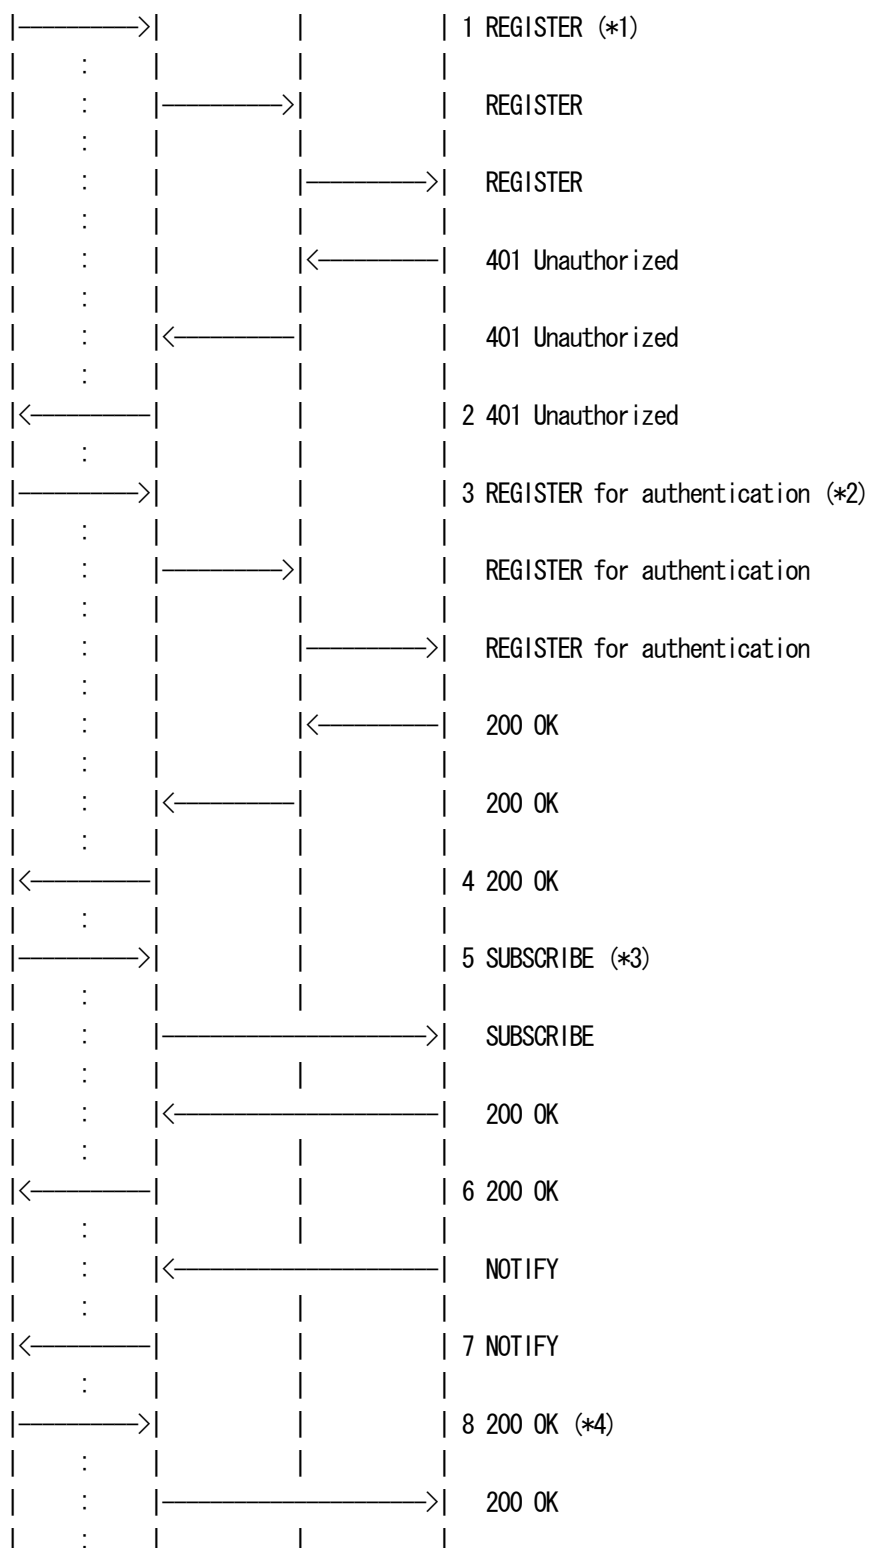 1 REGISTER (*1)
REGISTER
REGISTER
401 Unauthorized
401 Unauthorized
2 401 Unauthorized
3 REGISTER for authentication (*2)
REGISTER for authentication
REGISTER for authentication
200 OK
200 OK
4 200 OK
5 SUBSCRIBE (*3)
SUBSCRIBE
200 OK
6 200 OK
NOTIFY
7 NOTIFY
8 200 OK (*4)
200 OK